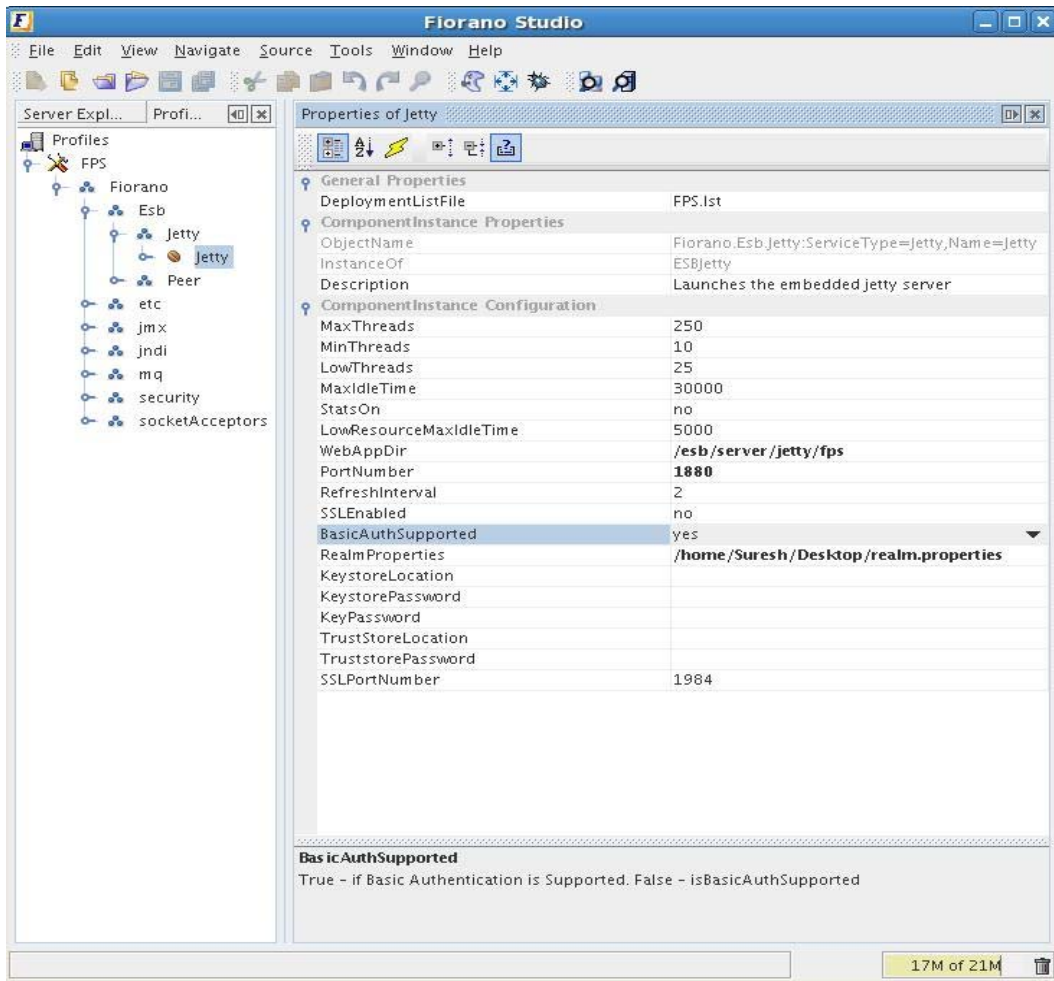 Fiorano Studio
File Edit View Navigate Source Tools Window Help
Server Expl... Profi...
Profiles
FPS
Fiorano
Esb
Jetty
Jetty
Peer
etc
jmx
jndi
mq
security
socketAcceptors
Properties of Jetty
General Properties
DeploymentListFile FPS.lst
ComponentInstance Properties
ObjectName Fiorano.Esb.Jetty:ServiceType=Jetty,Name=Jetty
InstanceOf ESBJetty
Description Launches the embedded jetty server
ComponentInstance Configuration
MaxThreads 250
MinThreads 10
LowThreads 25
MaxIdleTime 30000
StatsOn no
LowResourceMaxIdleTime 5000
WebAppDir /esb/server/jetty/fps
PortNumber 1880
RefreshInterval 2
SSLEnabled no
BasicAuthSupported yes
RealmProperties /home/Suresh/Desktop/realm.properties
KeystoreLocation
KeystorePassword
KeyPassword
TrustStoreLocation
TruststorePassword
SSLPortNumber 1984
BasicAuthSupported
True - if Basic Authentication is Supported. False - isBasicAuthSupported
17M of 21M